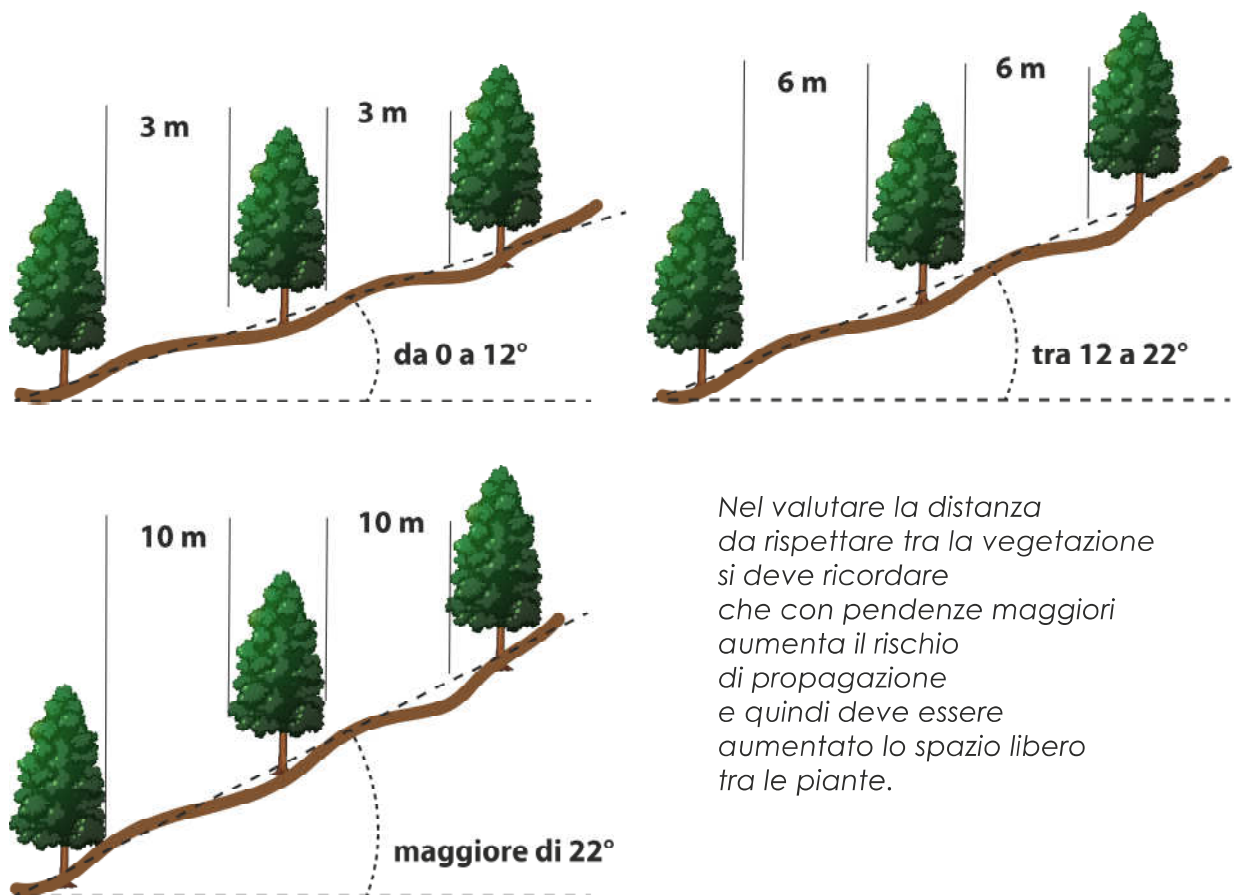 3 m
3 m
da 0 a 12°
6 m
6 m
tra 12 a 22°
10 m
10 m
maggiore di 22°
Nel valutare la distanza
da rispettare tra la vegetazione
si deve ricordare
che con pendenze maggiori
aumenta il rischio
di propagazione
e quindi deve essere
aumentato lo spazio libero
tra le piante.